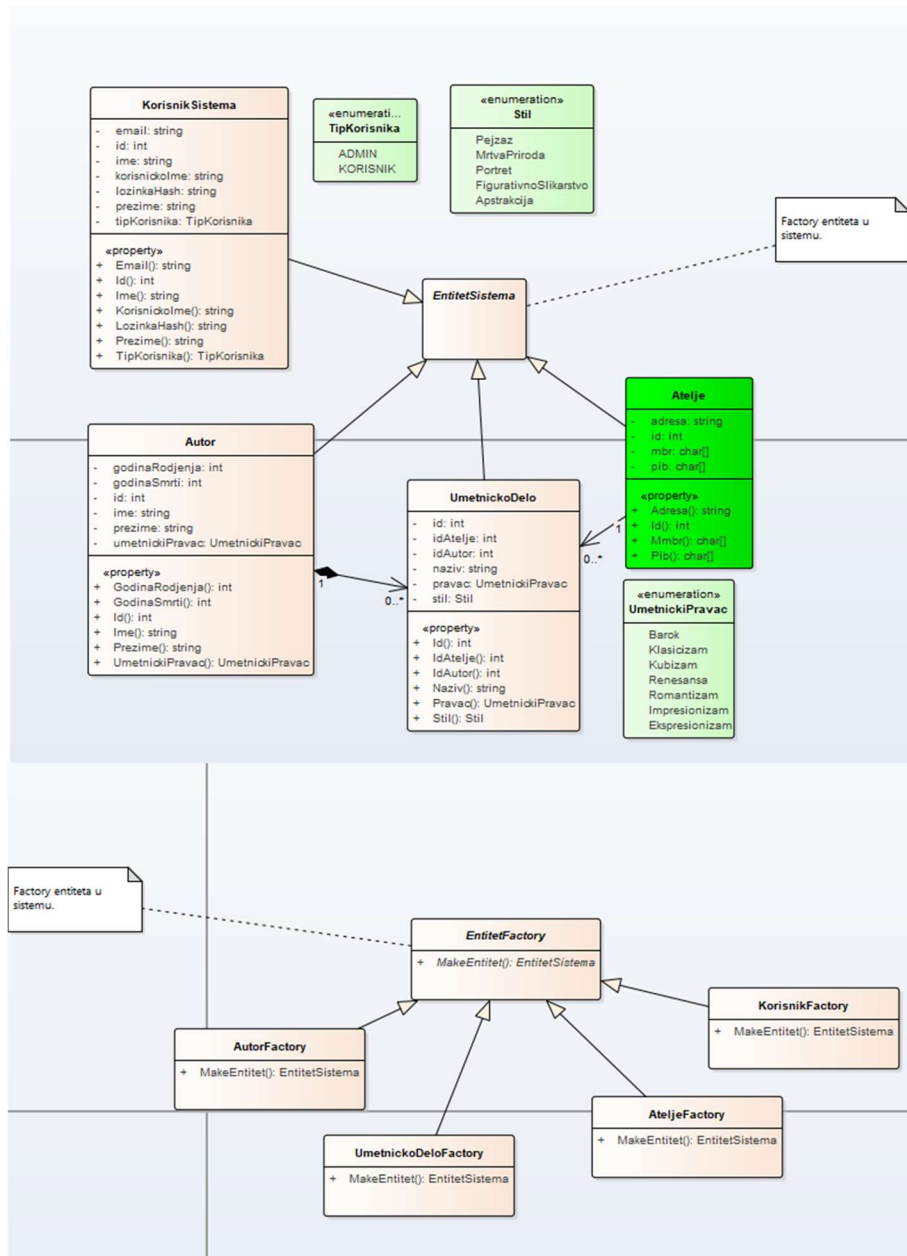 KorisnikSistema
- email: string
- id: int
- ime: string
- korisnickoIme: string
- lozinkaHash: string
- prezime: string
- tipKorisnika: TipKorisnika
«property»
+ Email(): string
+ Id(): int
+ Ime(): string
+ KorisnickoIme(): string
+ LozinkaHash(): string
+ Prezime(): string
+ TipKorisnika(): TipKorisnika
«enumerati...
TipKorisnika
ADMIN
KORISNIK
«enumeration»
Stil
Pejzaz
MrtvaPriroda
Portret
FigurativnoSlikarstvo
Apstrakcija
Factory entiteta u
sistemu.
EntitetSistema
Atelje
- adresa: string
- id: int
- mbr: char[]
- pib: char[]
«property»
+ Adresa(): string
+ Id(): int
+ Mmbr(): char[]
+ Pib(): char[]
Autor
- godinaRodjenja: int
- godinaSmrti: int
- id: int
- ime: string
- prezime: string
- umetnickiPravac: UmetnickiPravac
«property»
+ GodinaRodjenja(): int
+ GodinaSmrti(): int
+ Id(): int
+ Ime(): string
+ Prezime(): string
+ UmetnickiPravac(): UmetnickiPravac
1
0..*
UmetnickoDelo
- id: int
- idAtelje: int
- idAutor: int
- naziv: string
- pravac: UmetnickiPravac
- stil: Stil
«property»
+ Id(): int
+ IdAtelje(): int
+ IdAutor(): int
+ Naziv(): string
+ Pravac(): UmetnickiPravac
+ Stil(): Stil
1
0..*
«enumeration»
UmetnickiPravac
Barok
Klasicizam
Kubizam
Renesansa
Romantizam
Impresionizam
Ekspresionizam
Factory entiteta u
sistemu.
EntitetFactory
+ MakeEntitet(): EntitetSistema
KorisnikFactory
+ MakeEntitet(): EntitetSistema
AutorFactory
+ MakeEntitet(): EntitetSistema
AteljeFactory
+ MakeEntitet(): EntitetSistema
UmetnickoDeloFactory
+ MakeEntitet(): EntitetSistema